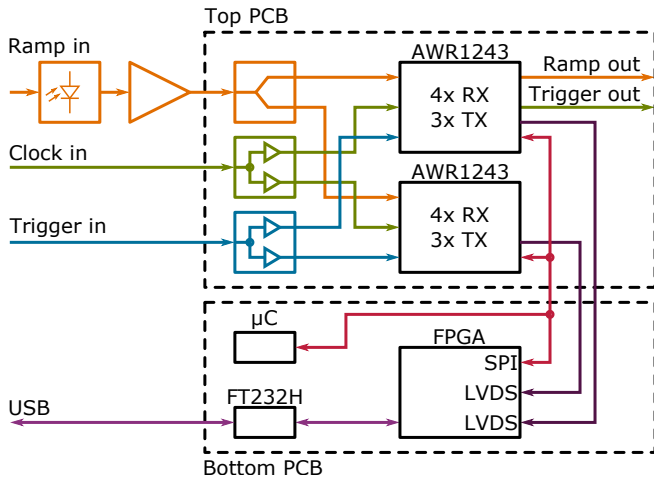 Top PCB
Ramp in
AWR1243
Ramp out
4x RX
3x TX
Trigger out
Clock in
AWR1243
Trigger in
4x RX
3x TX
µC
FPGA
SPI
FT232H
LVDS
USB
LVDS
Bottom PCB